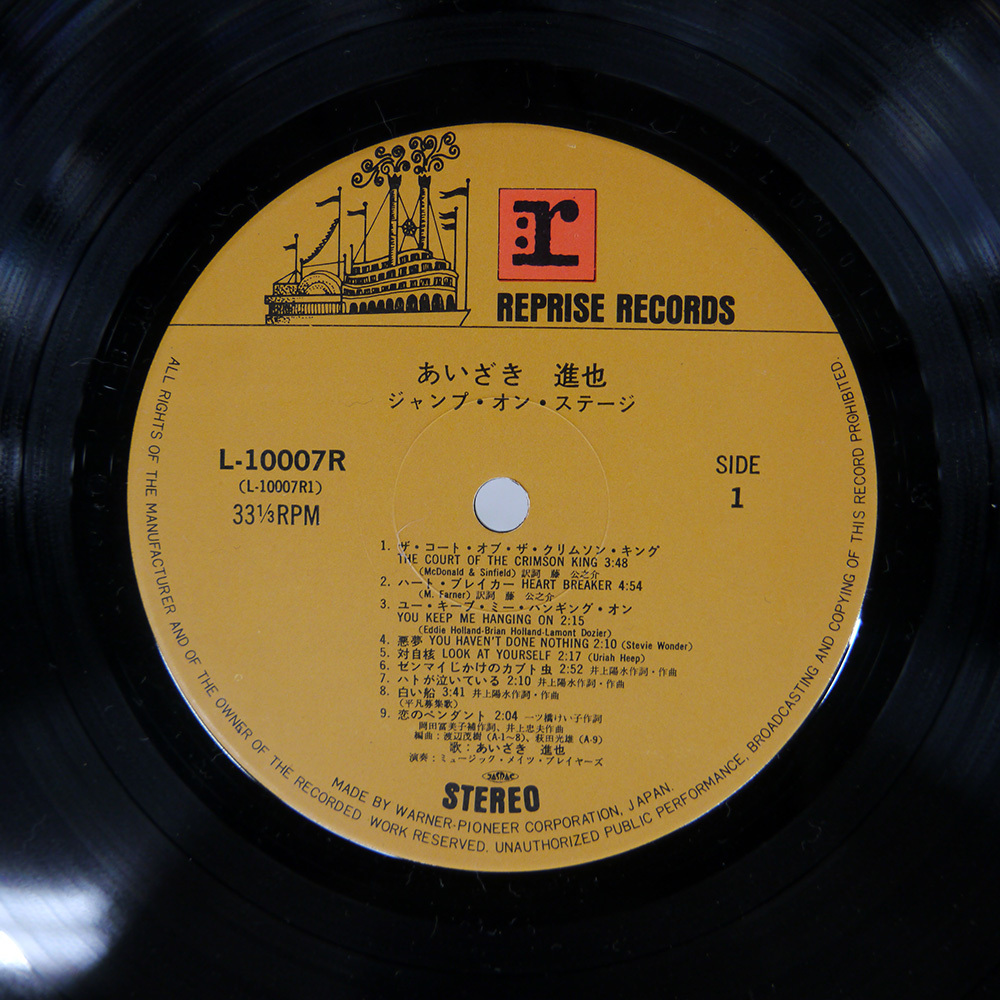 r
REPRISE RECORDS
あいざき 進也
ジャンプ・オン・ステージ
L-10007R
(L-10007R1)
33⅓RPM
SIDE
1
1. ザ・コート・オブ・ザ・クリムソン・キング
THE COURT OF THE CRIMSON KING 3:48
(McDonald & Sinfield) 訳詞 藤 公之介
2. ハート・ブレイカー HEART BREAKER 4:54
(M. Farner) 訳詞 藤 公之介
3. ユー・キープ・ミー・ハンギング・オン
YOU KEEP ME HANGING ON 2:15
(Eddie Holland-Brian Holland-Lamont Dozier)
4. 悪夢 YOU HAVEN'T DONE NOTHING 2:10 (Stevie Wonder)
5. 対自核 LOOK AT YOURSELF 2:17 (Uriah Heep)
6. ゼンマイじかけのカブト虫 2:52 井上陽水作詞・作曲
7. ハトが泣いている 2:10 井上陽水作詞・作曲
8. 白い船 3:41 井上陽水作詞・作曲
(平凡募集歌)
9. 恋のペンダント 2:04 一ツ橋けい子作詞
岡田冨美子補作詞、井上忠夫作曲
編曲：渡辺茂樹 (A-1〜8)、萩田光雄 (A-9)
歌：あいざき 進也
演奏：ミュージック・メイツ・プレイヤーズ
JASRAC
STEREO
MADE BY WARNER-PIONEER CORPORATION, JAPAN.
ALL RIGHTS OF THE MANUFACTURER AND OF THE OWNER OF THE RECORDED WORK RESERVED. UNAUTHORIZED PUBLIC PERFORMANCE, BROADCASTING AND COPYING OF THIS RECORD PROHIBITED.